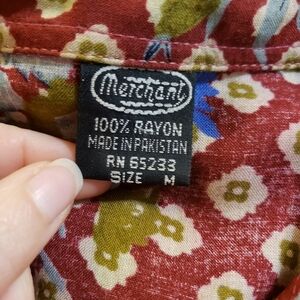 Merchant
100% RAYON
MADE IN PAKISTAN
RN 65233
SIZE M